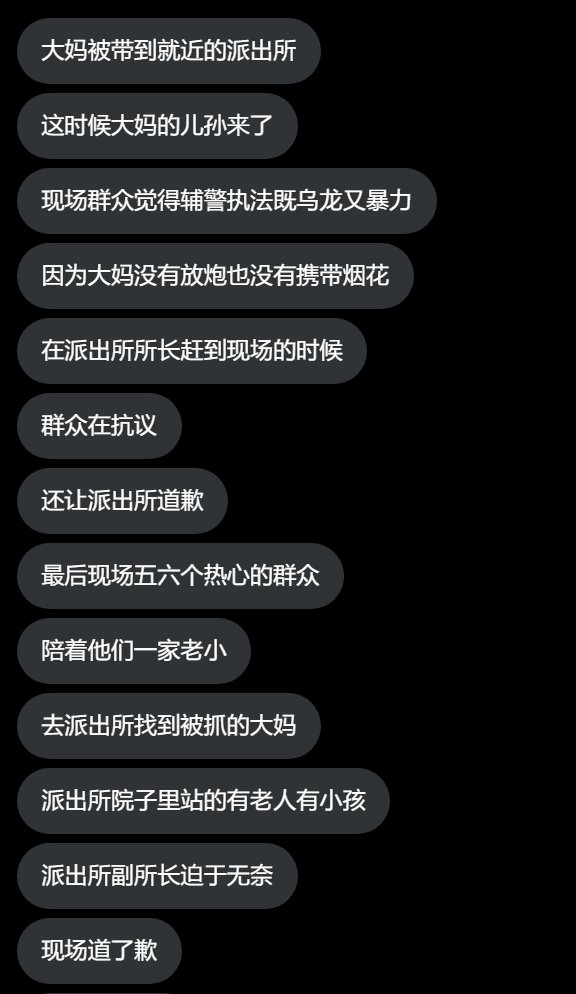 大妈被带到就近的派出所
这时候大妈的儿孙来了
现场群众觉得辅警执法既乌龙又暴力
因为大妈没有放炮也没有携带烟花
在派出所所长赶到现场的时候
群众在抗议
还让派出所道歉
最后现场五六个热心的群众
陪着他们一家老小
去派出所找到被抓的大妈
派出所院子里站的有老人有小孩
派出所副所长迫于无奈
现场道了歉